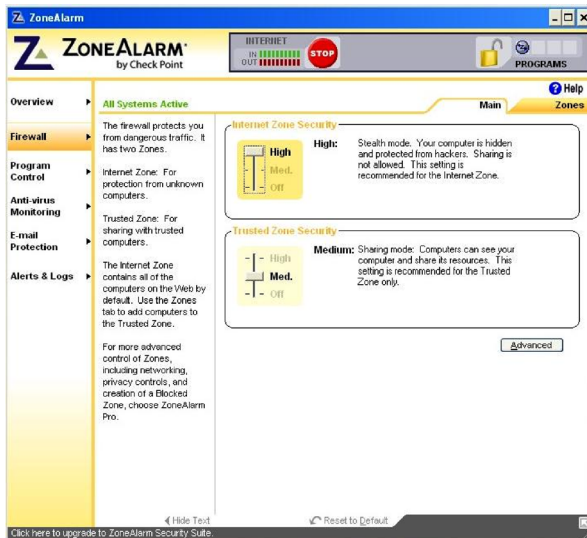 ZoneAlarm
ZONEALARM®
by Check Point
INTERNET
IN
OUT
STOP
PROGRAMS
Help
Overview
Firewall
Program
Control
Anti-virus
Monitoring
E-mail
Protection
Alerts & Logs
All Systems Active
Main
Zones
The firewall protects you
from dangerous traffic. It
has two Zones.
Internet Zone: For
protection from unknown
computers.
Trusted Zone: For
sharing with trusted
computers.
The Internet Zone
contains all of the
computers on the Web by
default. Use the Zones
tab to add computers to
the Trusted Zone.
For more advanced
control of Zones,
including networking,
privacy controls, and
creation of a Blocked
Zone, choose ZoneAlarm
Pro.
Internet Zone Security
High
Med.
Off
High:
Stealth mode. Your computer is hidden
and protected from hackers. Sharing is
not allowed. This setting is
recommended for the Internet Zone.
Trusted Zone Security
High
Med.
Off
Medium:
Sharing mode: Computers can see your
computer and share its resources. This
setting is recommended for the Trusted
Zone only.
Advanced
Hide Text
Reset to Default
Click here to upgrade to ZoneAlarm Security Suite.